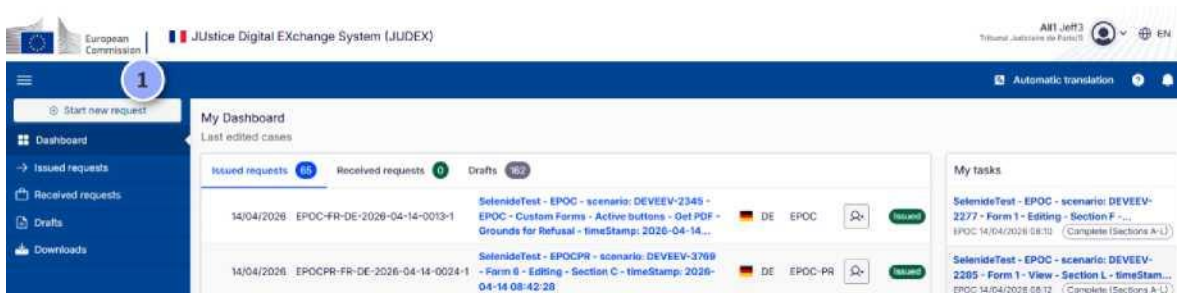 European
Commission
JUstice Digital EXchange System (JUDEX)
Alf1 Jeff3
Tribunal Judiciaire de Paris/
EN
1
Automatic translation
Start new request
Dashboard
Issued requests
Received requests
Drafts
Downloads
My Dashboard
Last edited cases
Issued requests 65 Received requests 0 Drafts 162
14/04/2026 EPOC-FR-DE-2026-04-14-0013-1
SelenideTest - EPOC - scenario: DEVEEV-2345 -
EPOC - Custom Forms - Active buttons - Get PDF -
Grounds for Refusal - timeStamp: 2026-04-14...
DE EPOC Issued
14/04/2026 EPOCPR-FR-DE-2026-04-14-0024-1
SelenideTest - EPOCPR - scenario: DEVEEV-3769
- Form 6 - Editing - Section C - timeStamp: 2026-
04-14 08:42:28
DE EPOC-PR Issued
My tasks
SelenideTest - EPOC - scenario: DEVEEV-
2277 - Form 1 - Editing - Section F -...
EPOC 14/04/2026 08:10 Complete (Sections A-L)
SelenideTest - EPOC - scenario: DEVEEV-
2285 - Form 1 - View - Section L - timeStam...
EPOC 14/04/2026 08:12 Complete (Sections A-L)